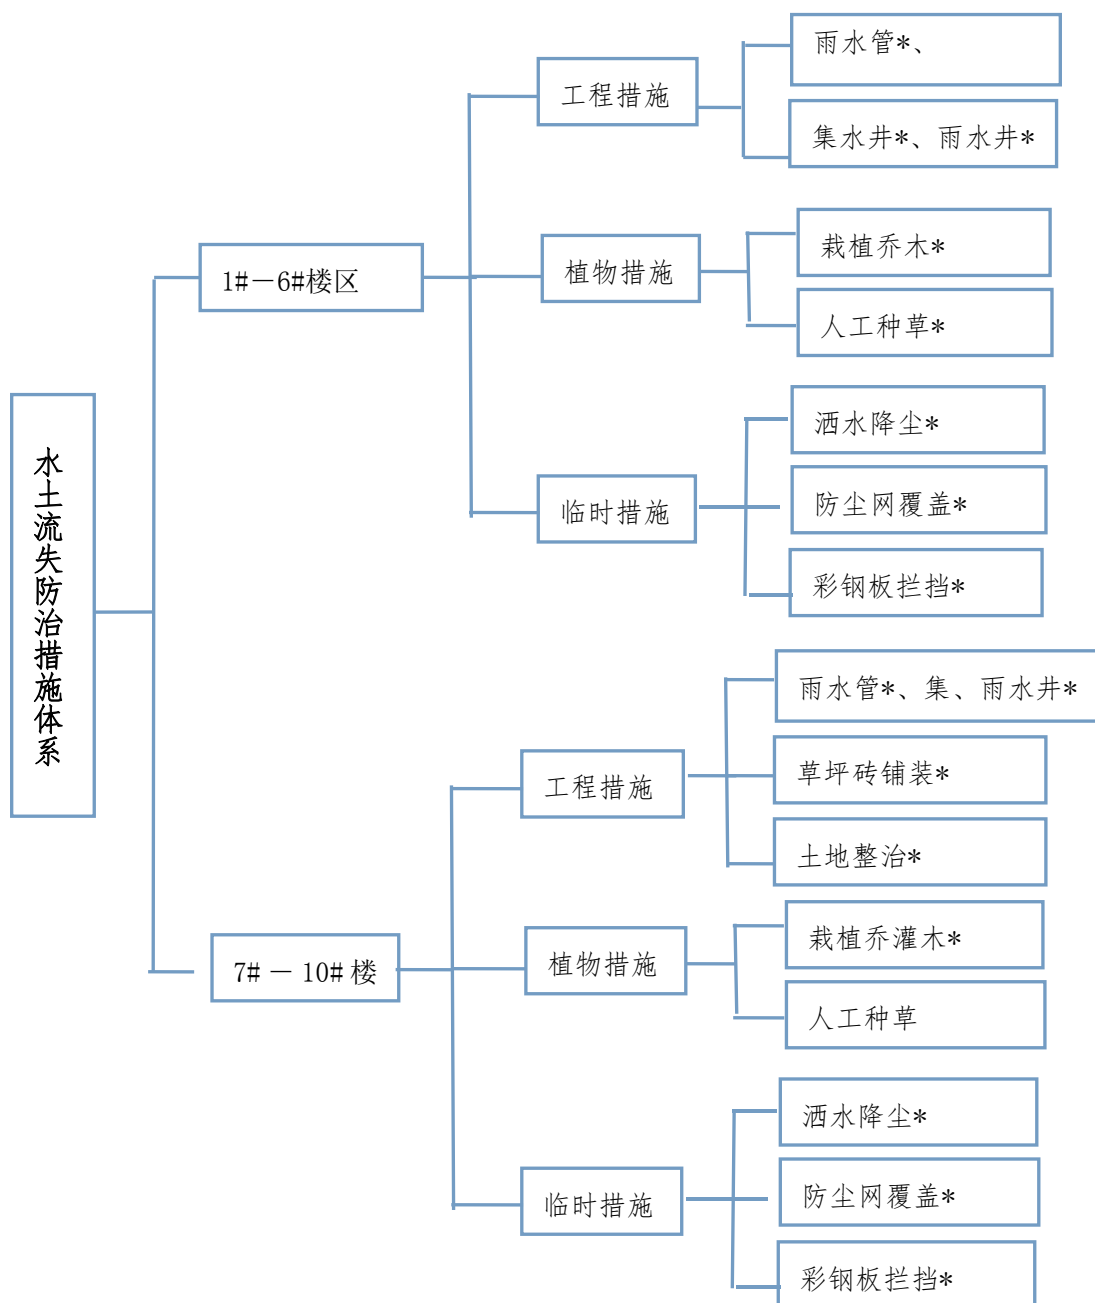 水土流失防治措施体系
1#－6#楼区
工程措施
雨水管*、
集水井*、雨水井*
植物措施
栽植乔木*
人工种草*
临时措施
洒水降尘*
防尘网覆盖*
彩钢板拦挡*
7# － 10# 楼
工程措施
雨水管*、集、雨水井*
草坪砖铺装*
土地整治*
植物措施
栽植乔灌木*
人工种草
临时措施
洒水降尘*
防尘网覆盖*
彩钢板拦挡*